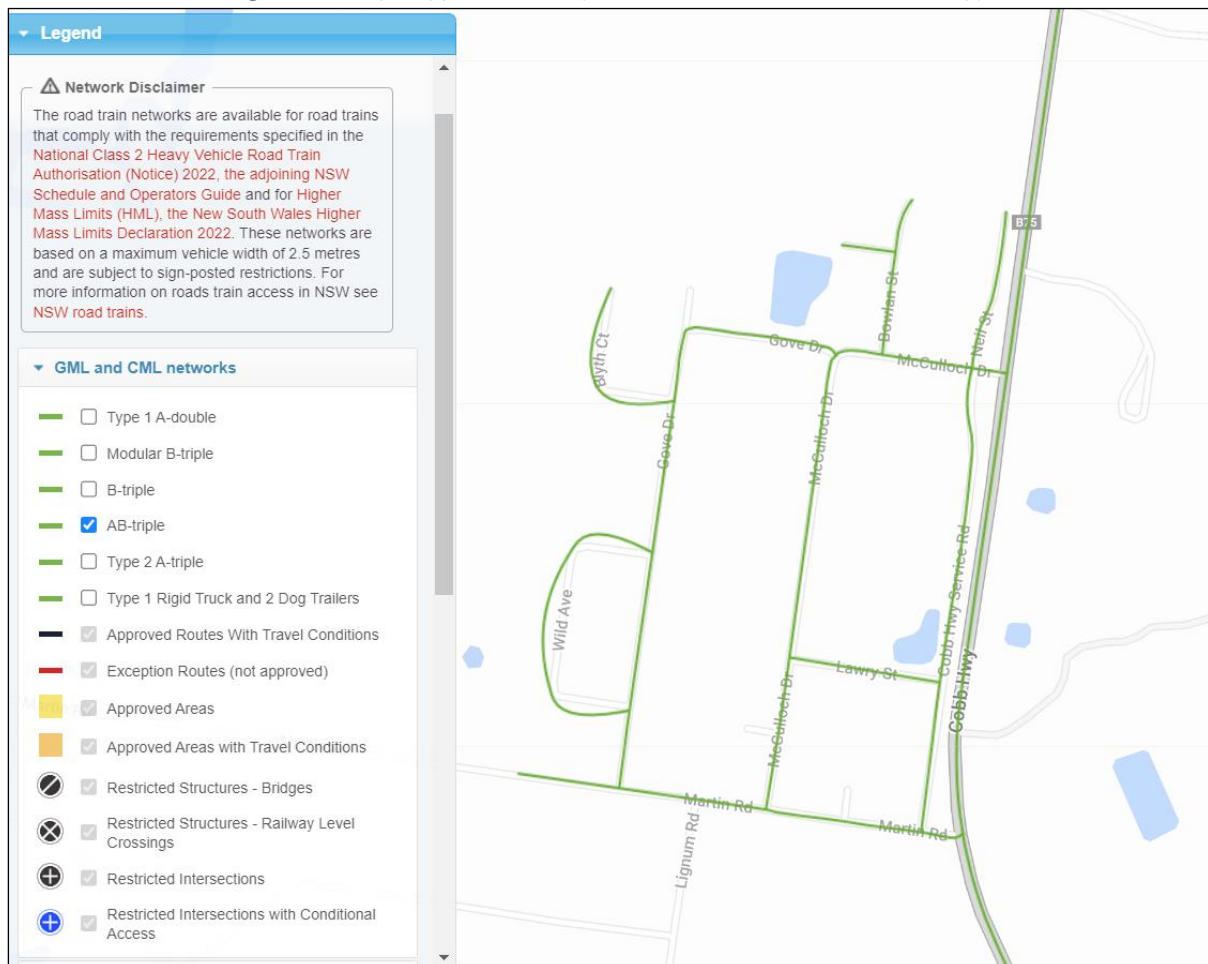 Legend
Network Disclaimer
The road train networks are available for road trains
that comply with the requirements specified in the
National Class 2 Heavy Vehicle Road Train
Authorisation (Notice) 2022, the adjoining NSW
Schedule and Operators Guide and for Higher
Mass Limits (HML), the New South Wales Higher
Mass Limits Declaration 2022. These networks are
based on a maximum vehicle width of 2.5 metres
and are subject to sign-posted restrictions. For
more information on roads train access in NSW see
NSW road trains.
GML and CML networks
Type 1 A-double
Modular B-triple
B-triple
AB-triple
Type 2 A-triple
Type 1 Rigid Truck and 2 Dog Trailers
Approved Routes With Travel Conditions
Exception Routes (not approved)
Approved Areas
Approved Areas with Travel Conditions
Restricted Structures - Bridges
Restricted Structures - Railway Level
Crossings
Restricted Intersections
Restricted Intersections with Conditional
Access
B75
Bowlan St
Neil St
Blyth Ct
Gove Dr
McCulloch Dr
Gove Dr
McCulloch Dr
Cobb Hwy Service Rd
Wild Ave
Lawry St
Cobb Hwy
McCulloch Dr
Martin Rd
Martin Rd
Lignum Rd